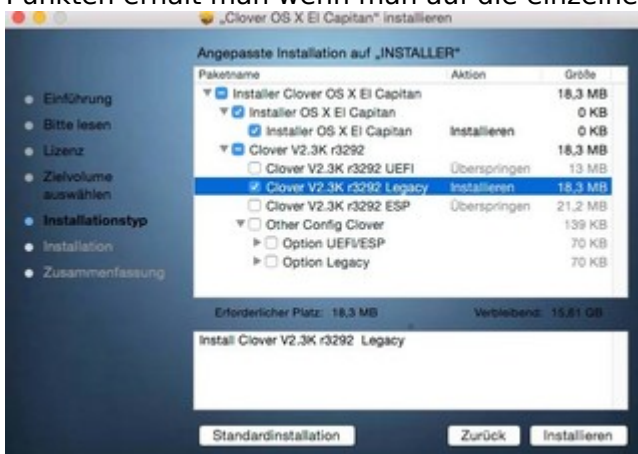 Punkten erhält man wenn man auf die einzelne
„Clover OS X El Capitan“ installieren
Angepasste Installation auf „INSTALLER“
Paketname Aktion Größe
Installer Clover OS X El Capitan 18,3 MB
Installer OS X El Capitan 0 KB
Installer OS X El Capitan Installieren 0 KB
Clover V2.3K r3292 18,3 MB
Clover V2.3K r3292 UEFI Überspringen 13 MB
Clover V2.3K r3292 Legacy Installieren 18,3 MB
Clover V2.3K r3292 ESP Überspringen 21,2 MB
Other Config Clover 139 KB
Option UEFI/ESP 70 KB
Option Legacy 70 KB
Einführung
Bitte lesen
Lizenz
Zielvolume
auswählen
Installationstyp
Installation
Zusammenfassung
Erforderlicher Platz: 18,3 MB Verbleibend: 15,61 GB
Install Clover V2.3K r3292 Legacy
Standardinstallation Zurück Installieren